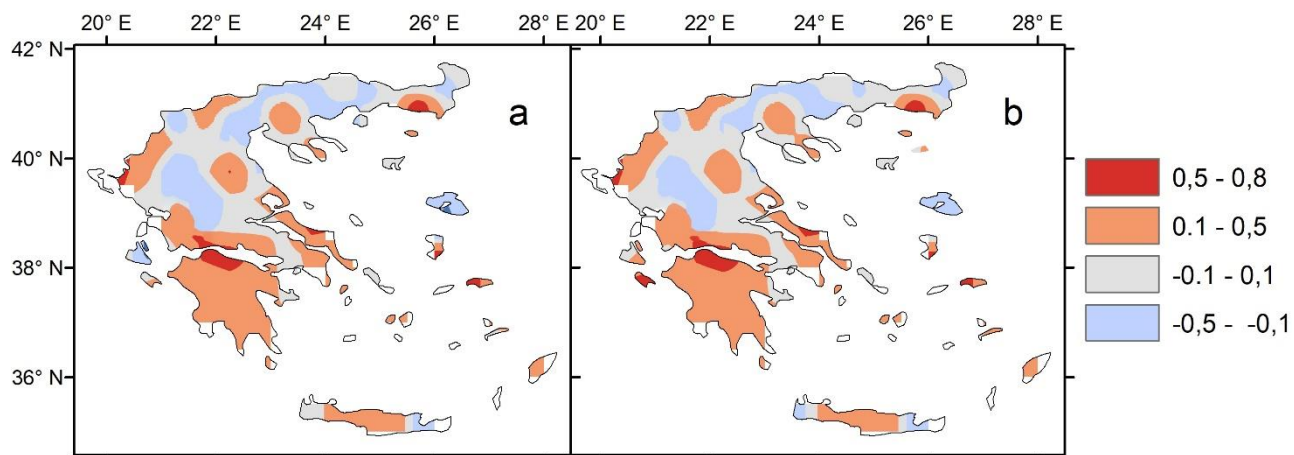 20° E 22° E 24° E 26° E 28° E 20° E 22° E 24° E 26° E 28° E
42° N
a b
40° N
0,5 - 0,8
0.1 - 0,5
38° N
-0.1 - 0,1
-0,5 - -0,1
36° N